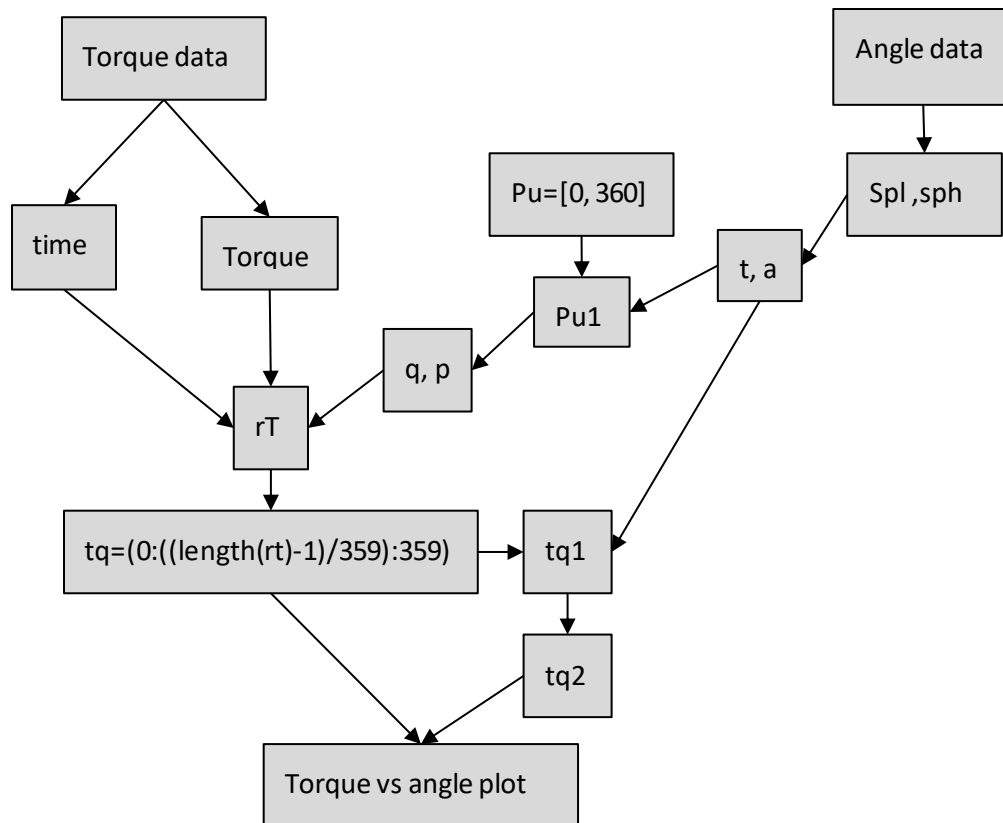 Torque data
Angle data
Pu=[0, 360]
Spl ,sph
time
Torque
t, a
Pu1
q, p
rT
tq=(0:((length(rt)-1)/359):359)
tq1
tq2
Torque vs angle plot